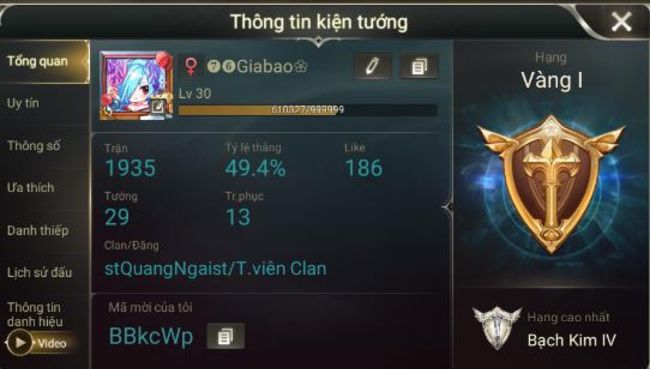 Thông tin kiện tướng
Tổng quan
Uy tín
Thông số
Ưa thích
Danh thiếp
Lịch sử đấu
Thông tin
danh hiệu
Video
❼❻Giabao❀
Lv 30
610327/999999
Trận
Tỷ lệ thắng
Like
1935
49.4%
186
Tướng
Tr.phục
29
13
Clan/Đăng
stQuangNgaist/T.viên Clan
Mã mời của tôi
BBkcWp
Hạng
Vàng I
Hạng cao nhất
Bạch Kim IV